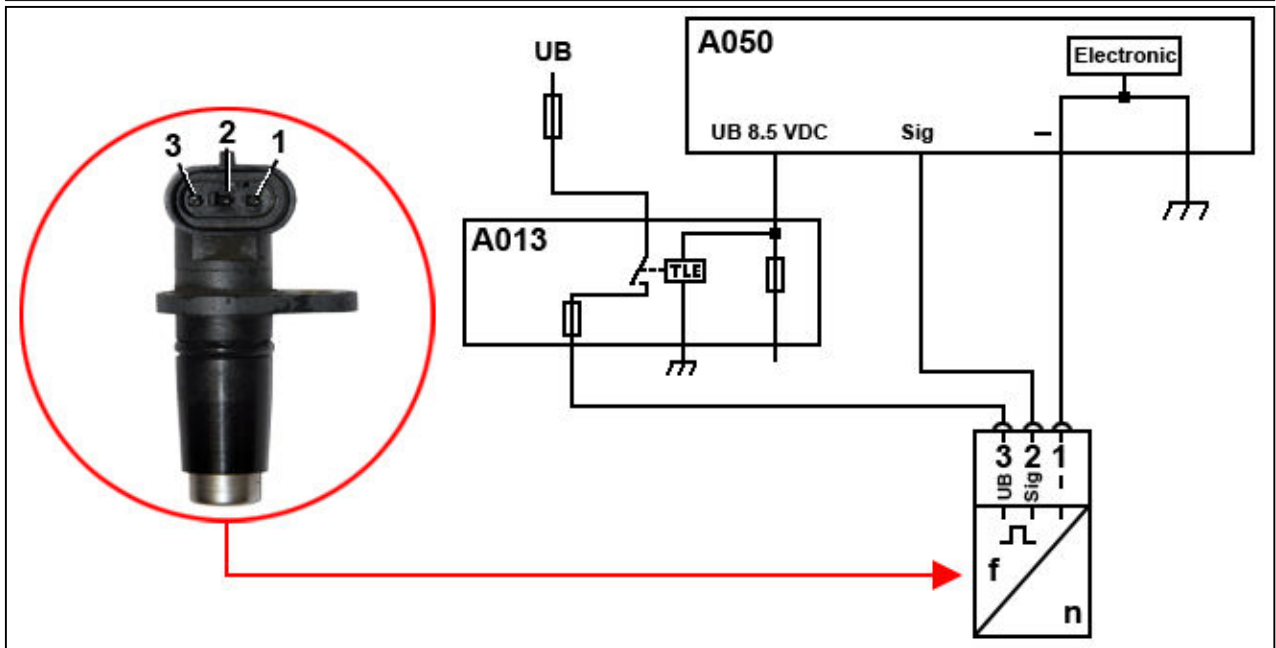 UB
A050
Electronic
UB 8.5 VDC
Sig
–
A013
TLE
3
2
1
3 2 1
UB
Sig
f
n